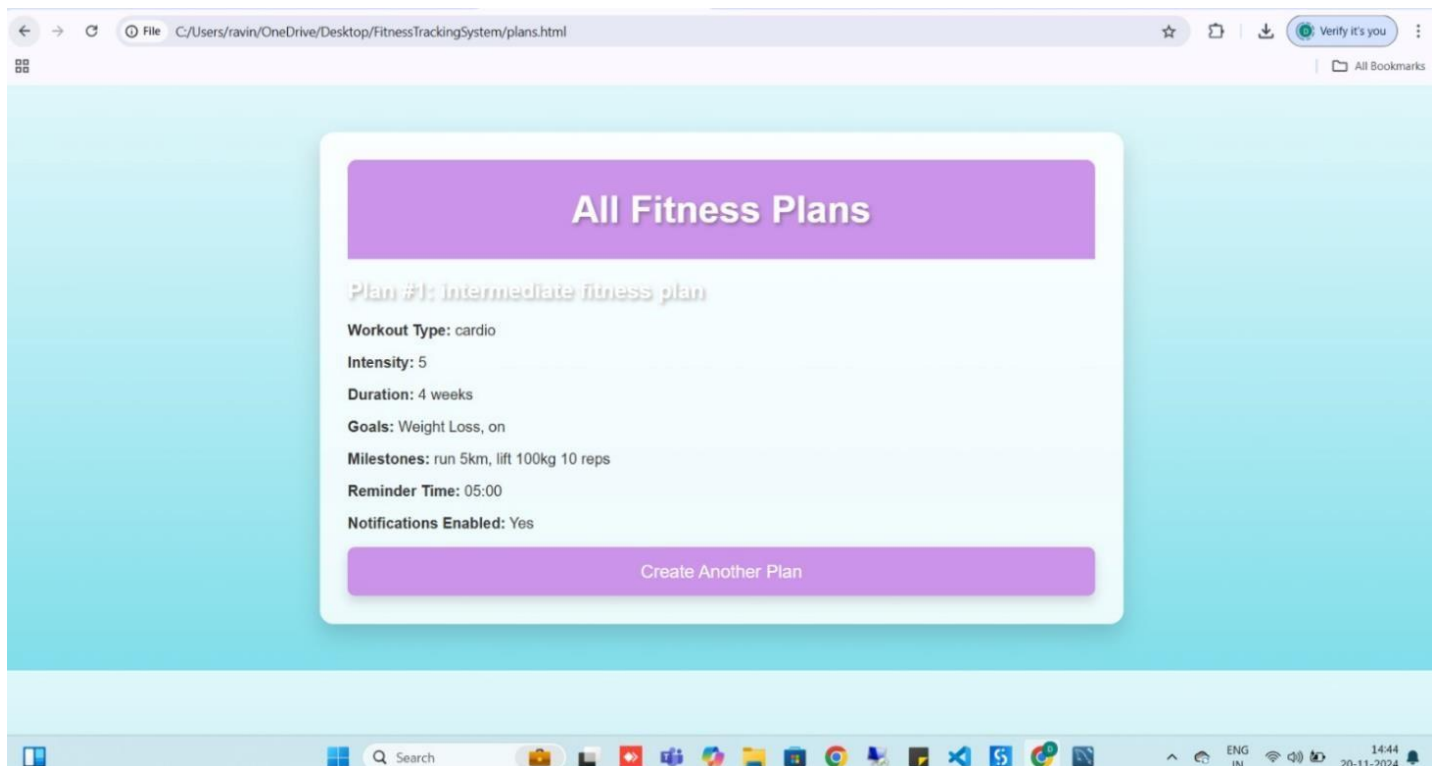 File C:/Users/ravin/OneDrive/Desktop/FitnessTrackingSystem/plans.html Verify it's you
All Bookmarks
All Fitness Plans
Plan #1: intermediate fitness plan
Workout Type: cardio
Intensity: 5
Duration: 4 weeks
Goals: Weight Loss, on
Milestones: run 5km, lift 100kg 10 reps
Reminder Time: 05:00
Notifications Enabled: Yes
Create Another Plan
Search ENG 14:44
IN 20-11-2024